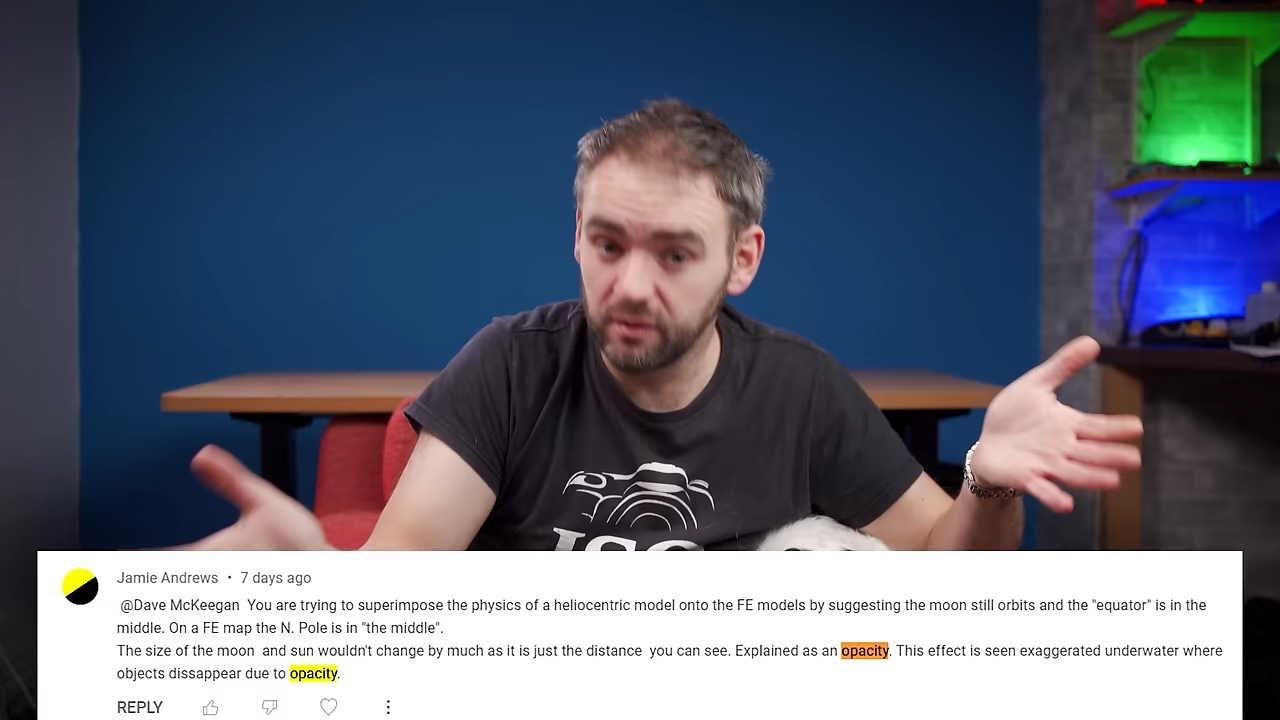 ISO
Jamie Andrews • 7 days ago
@Dave McKeegan You are trying to superimpose the physics of a heliocentric model onto the FE models by suggesting the moon still orbits and the "equator" is in the
middle. On a FE map the N. Pole is in "the middle".
The size of the moon and sun wouldn't change by much as it is just the distance you can see. Explained as an opacity. This effect is seen exaggerated underwater where
objects dissappear due to opacity.
REPLY